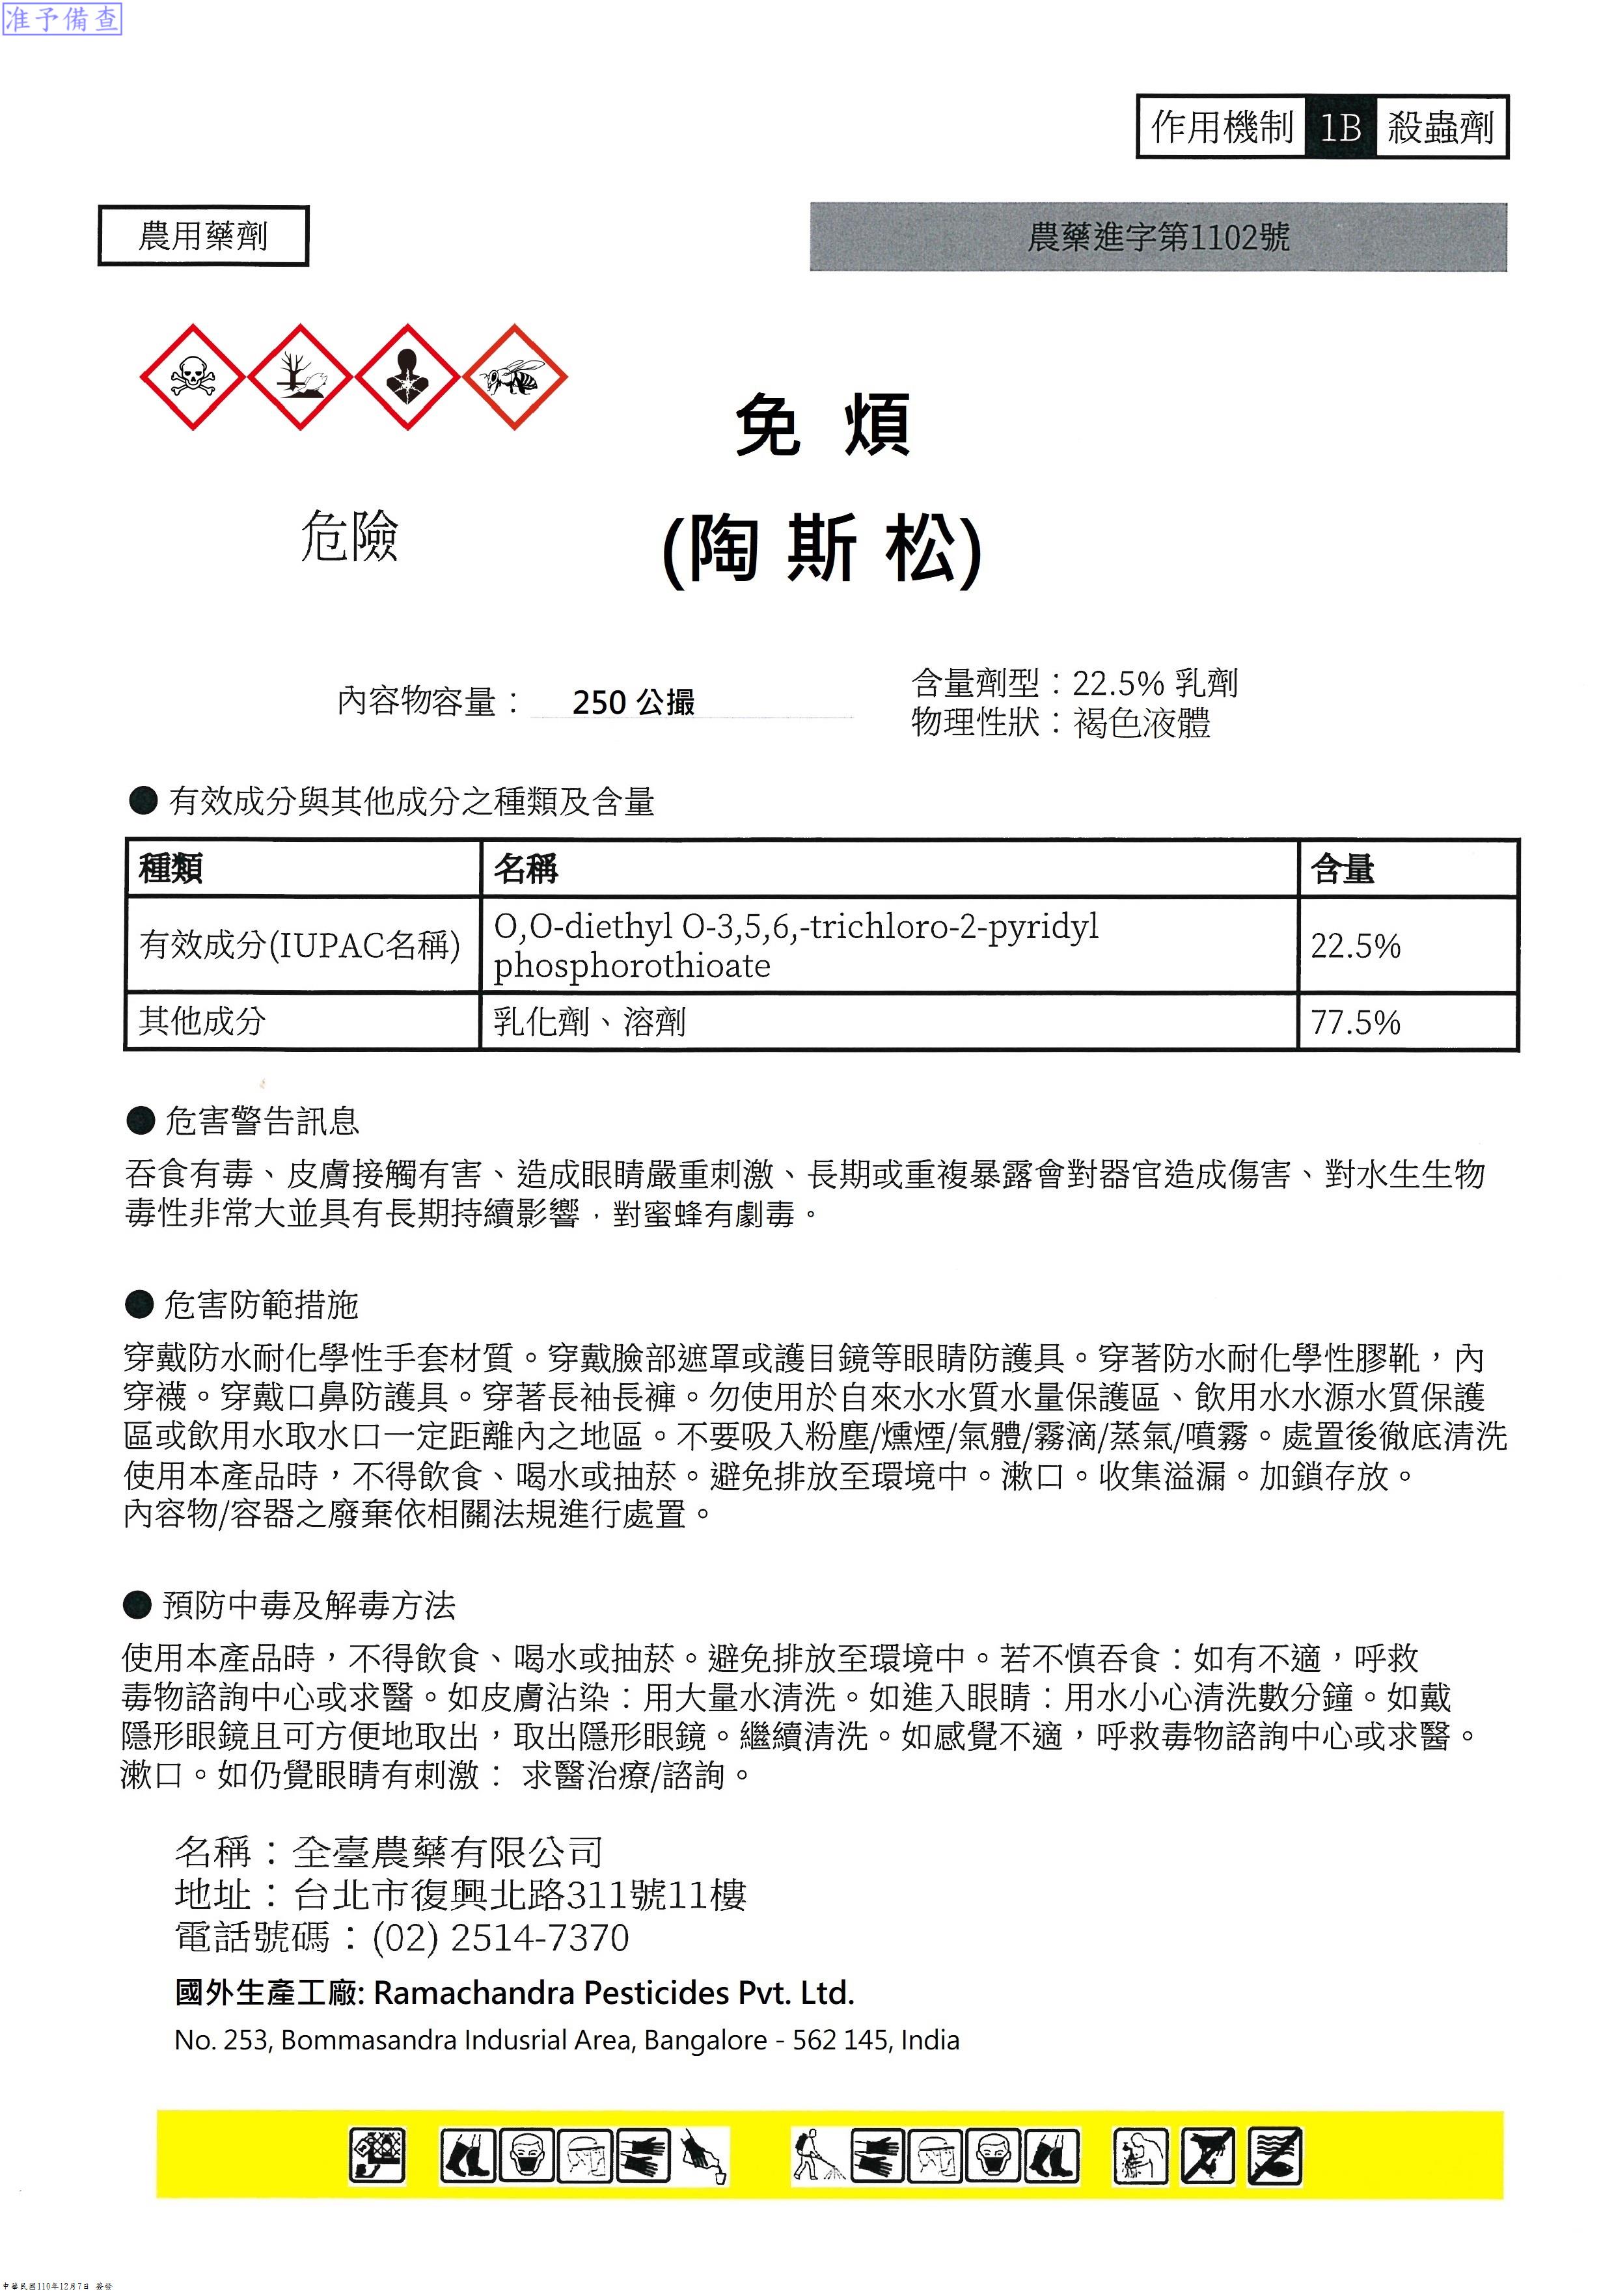 准予備查
作用機制 1B 殺蟲劑
農用藥劑
農藥進字第1102號
免 煩
危險
(陶斯松)
內容物容量： 250 公撮
含量劑型：22.5% 乳劑
物理性狀：褐色液體
● 有效成分與其他成分之種類及含量
種類 名稱 含量
有效成分(IUPAC名稱) O,O-diethyl O-3,5,6,-trichloro-2-pyridyl
phosphorothioate 22.5%
其他成分 乳化劑、溶劑 77.5%
● 危害警告訊息
吞食有毒、皮膚接觸有害、造成眼睛嚴重刺激、長期或重複暴露會對器官造成傷害、對水生生物
毒性非常大並具有長期持續影響，對蜜蜂有劇毒。
● 危害防範措施
穿戴防水耐化學性手套材質。穿戴臉部遮罩或護目鏡等眼睛防護具。穿著防水耐化學性膠靴，內
穿襪。穿戴口鼻防護具。穿著長袖長褲。勿使用於自來水水質水量保護區、飲用水水源水質保護
區或飲用水取水口一定距離內之地區。不要吸入粉塵/燻煙/氣體/霧滴/蒸氣/噴霧。處置後徹底清洗
使用本產品時，不得飲食、喝水或抽菸。避免排放至環境中。漱口。收集溢漏。加鎖存放。
內容物/容器之廢棄依相關法規進行處置。
● 預防中毒及解毒方法
使用本產品時，不得飲食、喝水或抽菸。避免排放至環境中。若不慎吞食：如有不適，呼救
毒物諮詢中心或求醫。如皮膚沾染：用大量水清洗。如進入眼睛：用水小心清洗數分鐘。如戴
隱形眼鏡且可方便地取出，取出隱形眼鏡。繼續清洗。如感覺不適，呼救毒物諮詢中心或求醫。
漱口。如仍覺眼睛有刺激： 求醫治療/諮詢。
名稱：全臺農藥有限公司
地址：台北市復興北路311號11樓
電話號碼：(02) 2514-7370
國外生產工廠: Ramachandra Pesticides Pvt. Ltd.
No. 253, Bommasandra Indusrial Area, Bangalore - 562 145, India
中華民國110年12月7日 簽發